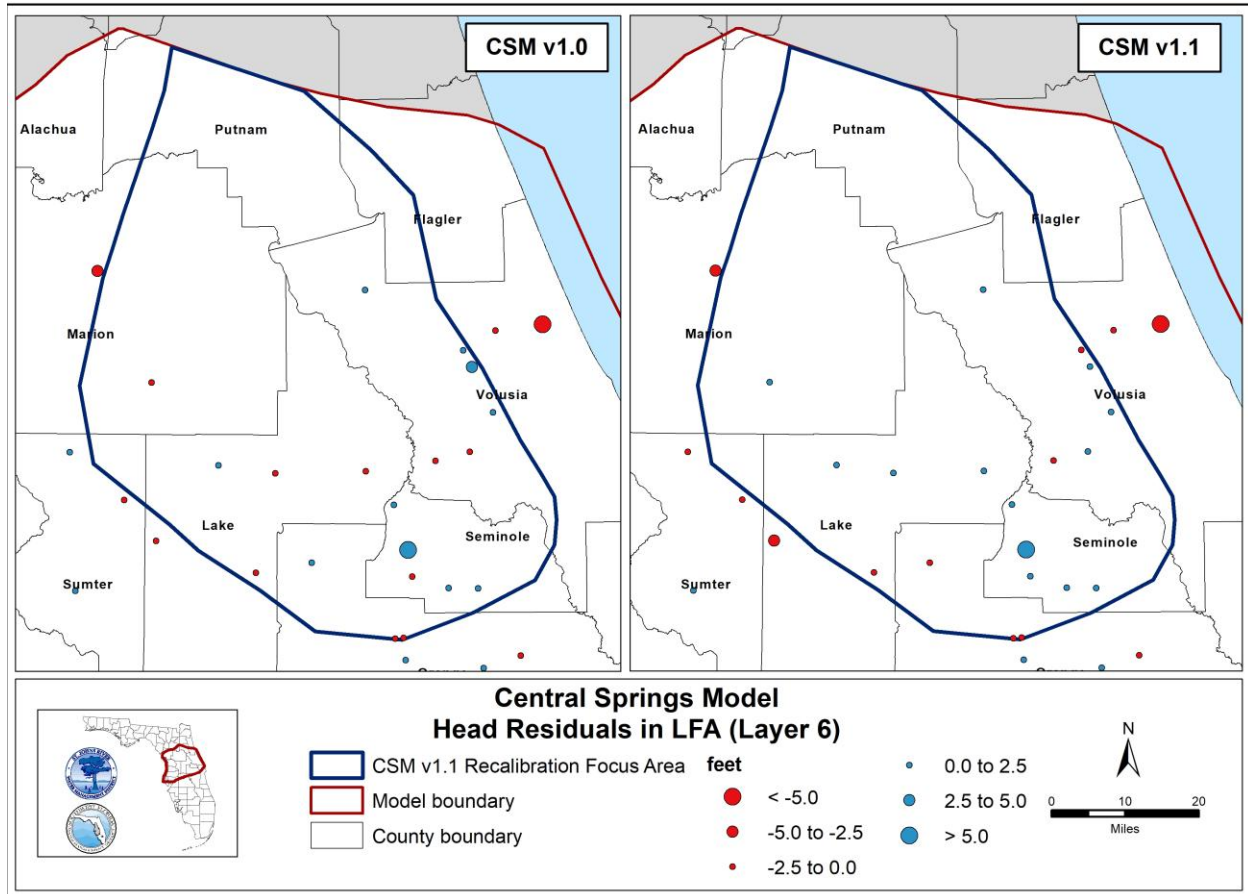 CSM v1.0
Alachua
Putnam
Flagler
Marion
Volusia
Lake
Seminole
Sumter
CSM v1.1
Alachua
Putnam
Flagler
Marion
Volusia
Lake
Seminole
Sumter
Central Springs Model
Head Residuals in LFA (Layer 6)
CSM v1.1 Recalibration Focus Area
Model boundary
County boundary
feet
< -5.0
-5.0 to -2.5
-2.5 to 0.0
0.0 to 2.5
2.5 to 5.0
> 5.0
N
0 10 20
Miles